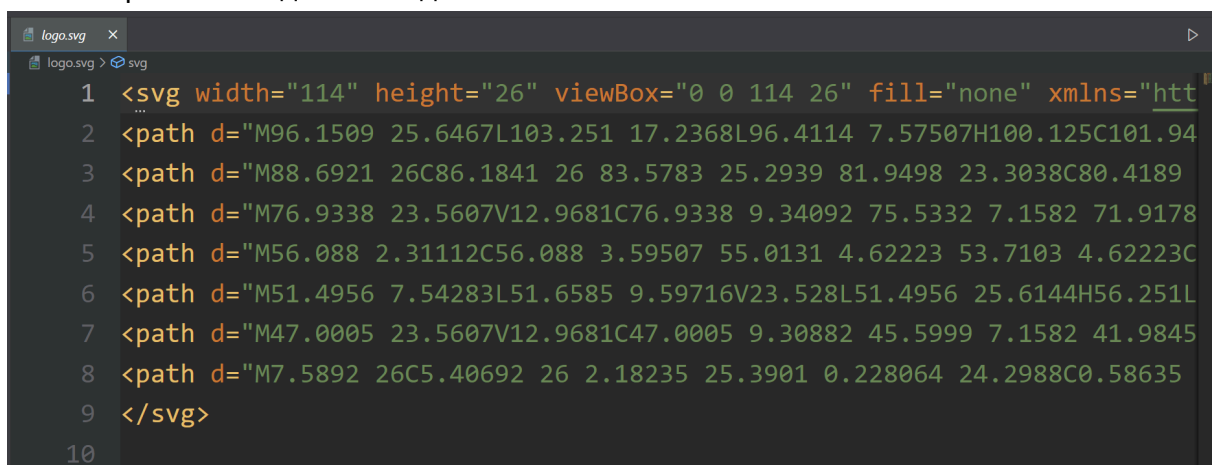 logo.svg
logo.svg > svg
1 <svg width="114" height="26" viewBox="0 0 114 26" fill="none" xmlns="htt
2 <path d="M96.1509 25.6467L103.251 17.2368L96.4114 7.57507H100.125C101.94
3 <path d="M88.6921 26C86.1841 26 83.5783 25.2939 81.9498 23.3038C80.4189
4 <path d="M76.9338 23.5607V12.9681C76.9338 9.34092 75.5332 7.1582 71.9178
5 <path d="M56.088 2.31112C56.088 3.59507 55.0131 4.62223 53.7103 4.62223C
6 <path d="M51.4956 7.54283L51.6585 9.59716V23.528L51.4956 25.6144H56.251L
7 <path d="M47.0005 23.5607V12.9681C47.0005 9.30882 45.5999 7.1582 41.9845
8 <path d="M7.5892 26C5.40692 26 2.18235 25.3901 0.228064 24.2988C0.58635
9 </svg>
10